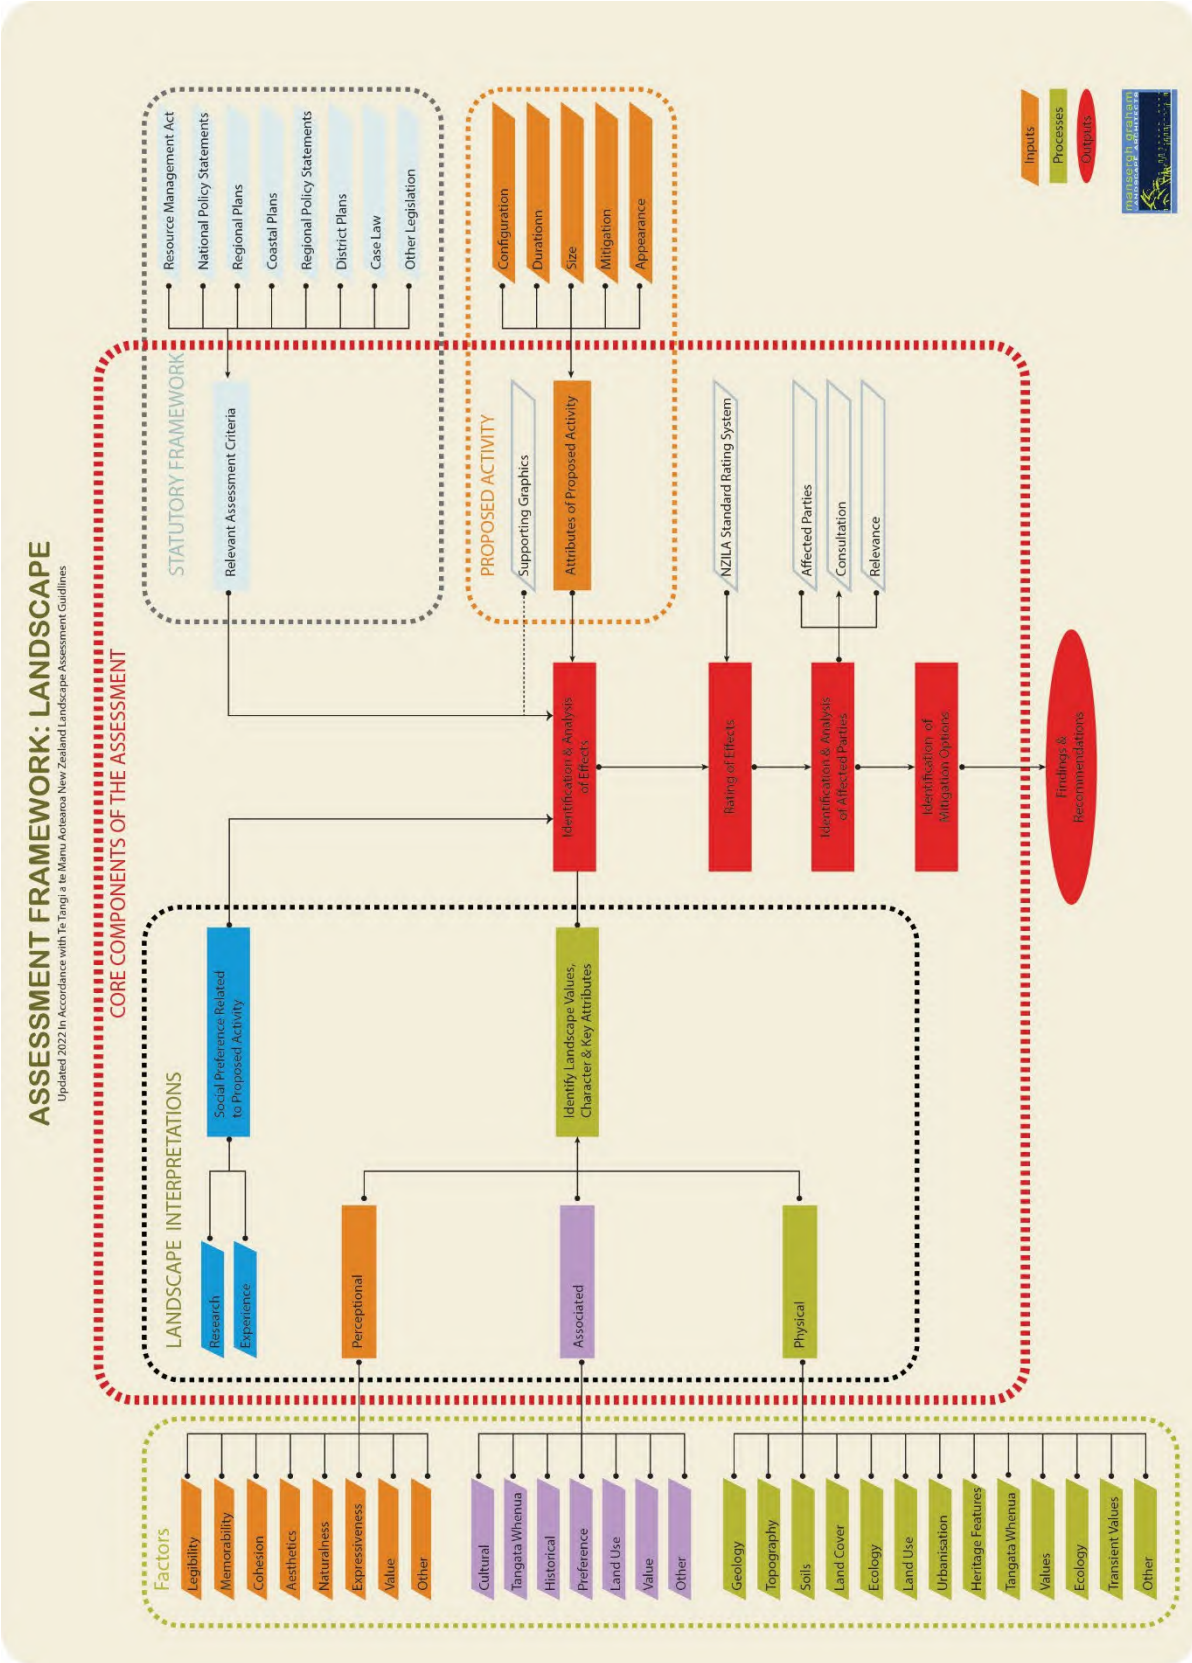 ASSESSMENT FRAMEWORK: LANDSCAPE
Updated 2022 In Accordance with Te Tangi a te Manu Aotearoa New Zealand Landscape Assessment Guidlines
CORE COMPONENTS OF THE ASSESSMENT
Factors
Legibility
Memorability
Cohesion
Aesthetics
Naturalness
Expressiveness
Value
Other
Cultural
Tangata Whenua
Historical
Preference
Land Use
Value
Other
Geology
Topography
Soils
Land Cover
Ecology
Land Use
Urbanisation
Heritage Features
Tangata Whenua
Values
Ecology
Transient Values
Other
LANDSCAPE INTERPRETATIONS
Research
Experience
Social Preference Related
to Proposed Activity
Perceptional
Associated
Physical
Identify Landscape Values,
Character & Key Attributes
Identification & Analysis
of Effects
Rating of Effects
Identification & Analysis
of Affected Parties
Identification of
Mitigation Options
Findings &
Recommendations
STATUTORY FRAMEWORK
Relevant Assessment Criteria
Resource Management Act
National Policy Statements
Regional Plans
Coastal Plans
Regional Policy Statements
District Plans
Case Law
Other Legislation
PROPOSED ACTIVITY
Supporting Graphics
Attributes of Proposed Activity
Configuration
Durationn
Size
Mitigation
Appearance
NZILA Standard Rating System
Affected Parties
Consultation
Relevance
Inputs
Processes
Outputs
mansergh graham
LANDSCAPE ARCHITECTS